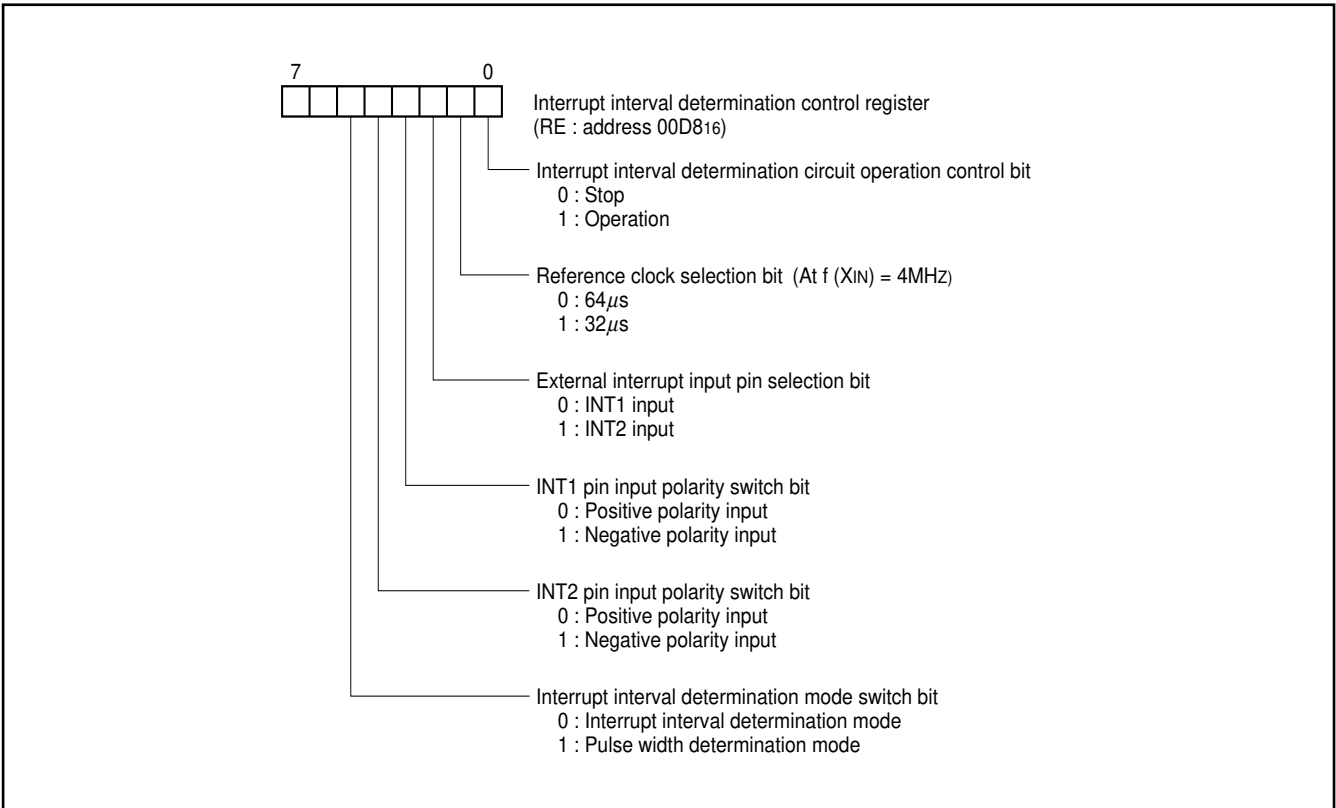 7 0
Interrupt interval determination control register
(RE : address 00D816)
Interrupt interval determination circuit operation control bit
0 : Stop
1 : Operation
Reference clock selection bit (At f (XIN) = 4MHZ)
0 : 64μs
1 : 32μs
External interrupt input pin selection bit
0 : INT1 input
1 : INT2 input
INT1 pin input polarity switch bit
0 : Positive polarity input
1 : Negative polarity input
INT2 pin input polarity switch bit
0 : Positive polarity input
1 : Negative polarity input
Interrupt interval determination mode switch bit
0 : Interrupt interval determination mode
1 : Pulse width determination mode